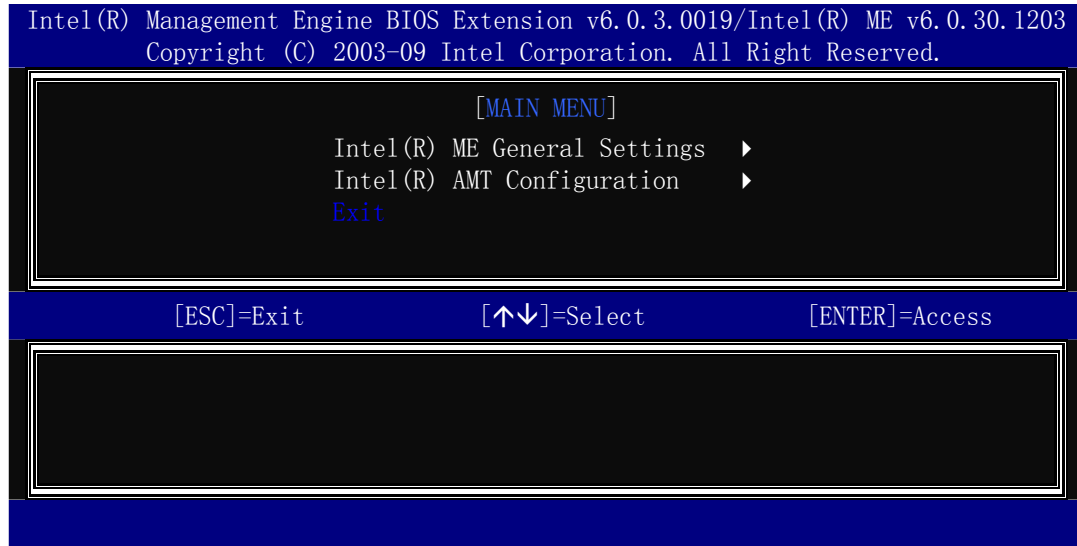 Intel(R) Management Engine BIOS Extension v6.0.3.0019/Intel(R) ME v6.0.30.1203
Copyright (C) 2003-09 Intel Corporation. All Right Reserved.
[MAIN MENU]
Intel(R) ME General Settings ▶
Intel(R) AMT Configuration ▶
Exit
[ESC]=Exit [↑↓]=Select [ENTER]=Access